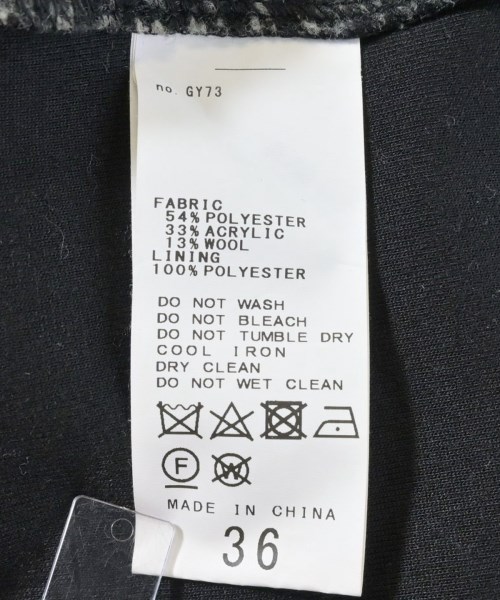 no. GY73
FABRIC
54% POLYESTER
33% ACRYLIC
13% WOOL
LINING
100% POLYESTER
DO NOT WASH
DO NOT BLEACH
DO NOT TUMBLE DRY
COOL IRON
DRY CLEAN
DO NOT WET CLEAN
F W
MADE IN CHINA
36